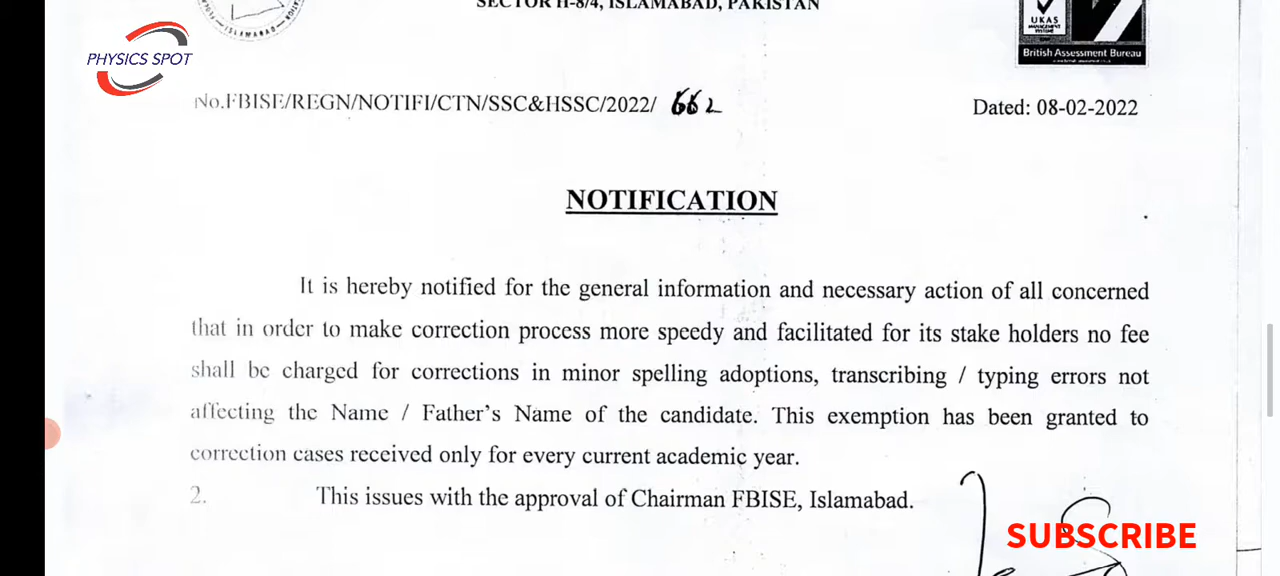 SECTOR H-8/4, ISLAMABAD, PAKISTAN
ISLAMABAD
UKAS
MANAGEMENT
SYSTEMS
British Assessment Bureau
PHYSICS SPOT
No.FBISE/REGN/NOTIFI/CTN/SSC&HSSC/2022/ 662
Dated: 08-02-2022
NOTIFICATION
It is hereby notified for the general information and necessary action of all concerned
that in order to make correction process more speedy and facilitated for its stake holders no fee
shall be charged for corrections in minor spelling adoptions, transcribing / typing errors not
affecting the Name / Father's Name of the candidate. This exemption has been granted to
correction cases received only for every current academic year.
2. This issues with the approval of Chairman FBISE, Islamabad.
SUBSCRIBE